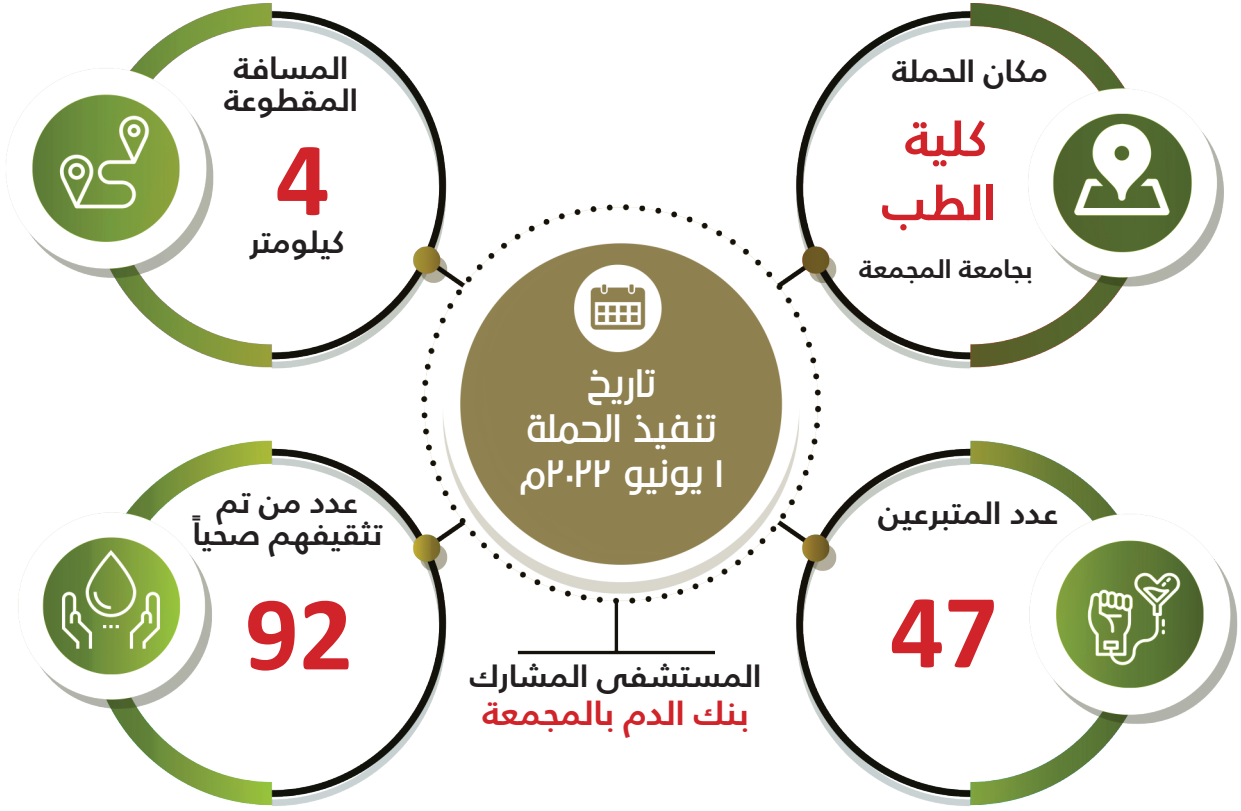 مكان الحملة
كلية
الطب
بجامعة المجمعة
المسافة
المقطوعة
4
كيلومتر
تاريخ
تنفيذ الحملة
١ يونيو ٢٠٢٢م
عدد المتبرعين
47
عدد من تم
تثقيفهم صحياً
92
المستشفى المشارك
بنك الدم بالمجمعة